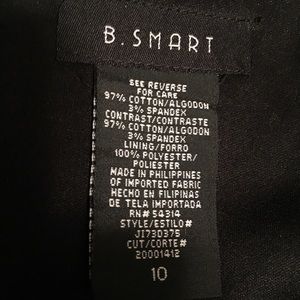 B. SMART
SEE REVERSE
FOR CARE
97% COTTON/ALGODON
3% SPANDEX
CONTRAST/CONTRASTE
97% COTTON/ALGODON
3% SPANDEX
LINING/FORRO
100% POLYESTER/
POLIESTER
MADE IN PHILIPPINES
OF IMPORTED FABRIC
HECHO EN FILIPINAS
DE TELA IMPORTADA
RN# 54314
STYLE/ESTILO#
JI73D375
CUT/CORTE#
20001412
10